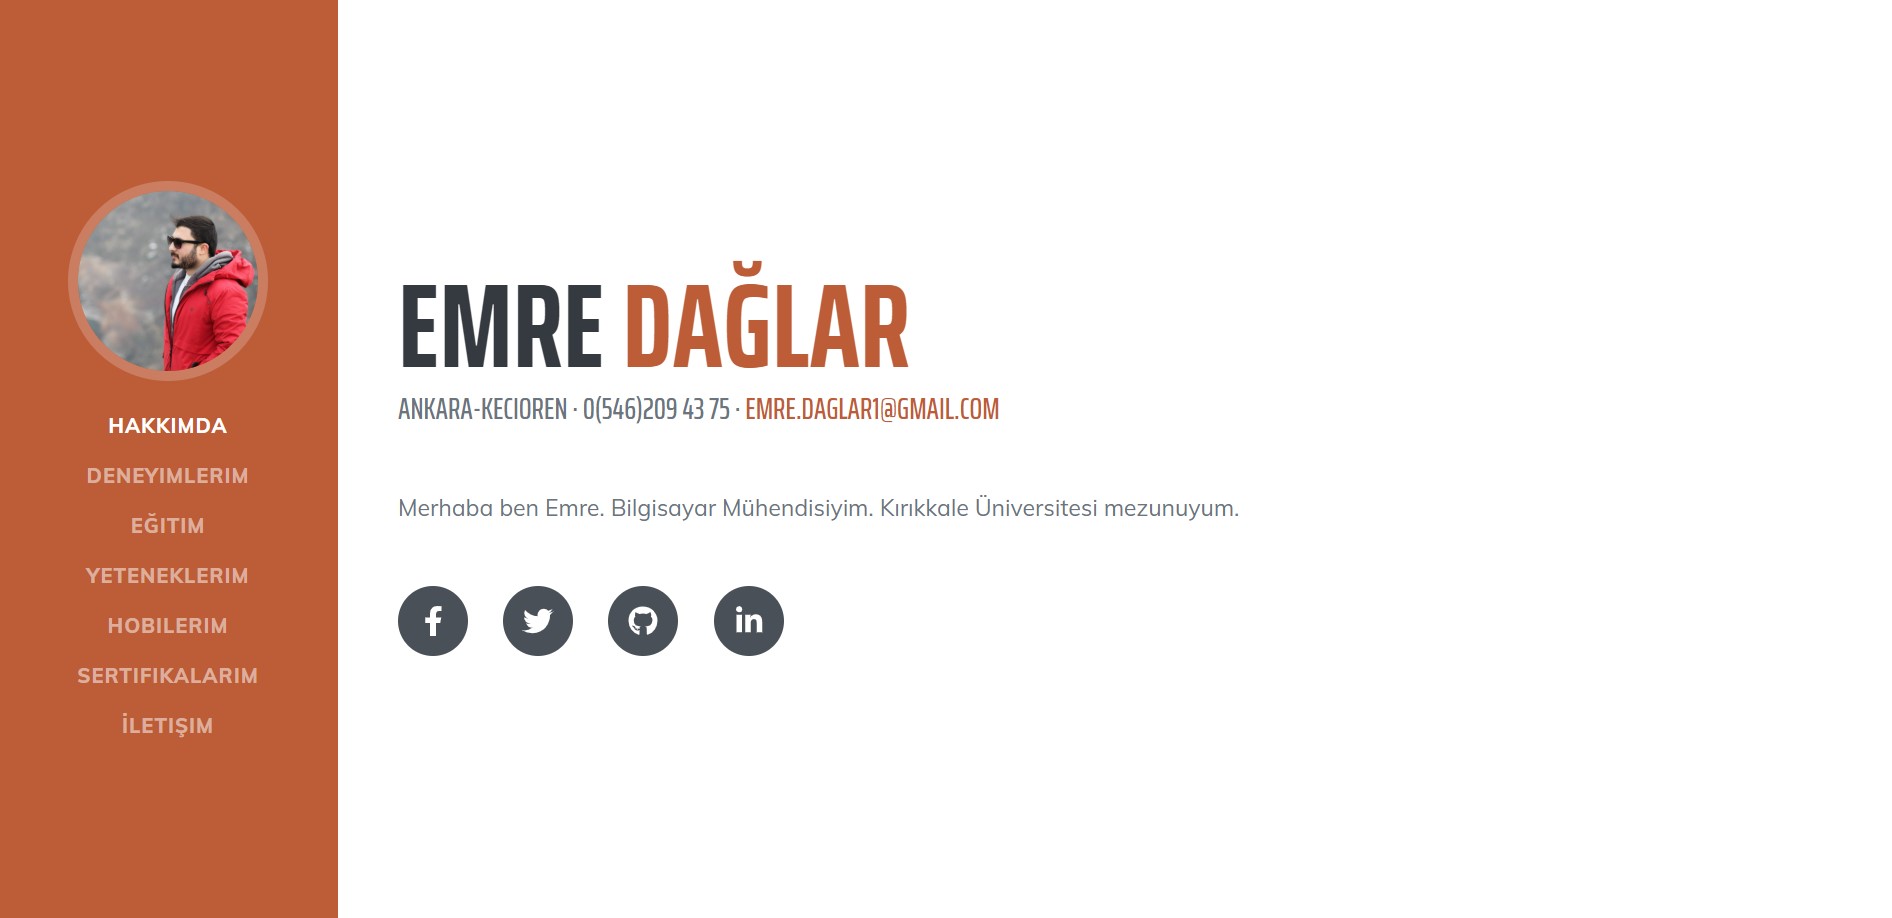 HAKKIMDA
DENEYIMLERIM
EĞITIM
YETENEKLERIM
HOBILERIM
SERTIFIKALARIM
İLETIŞIM
EMRE DAĞLAR
ANKARA-KECIOREN · 0(546)209 43 75 · EMRE.DAGLAR1@GMAIL.COM
Merhaba ben Emre. Bilgisayar Mühendisiyim. Kırıkkale Üniversitesi mezunuyum.